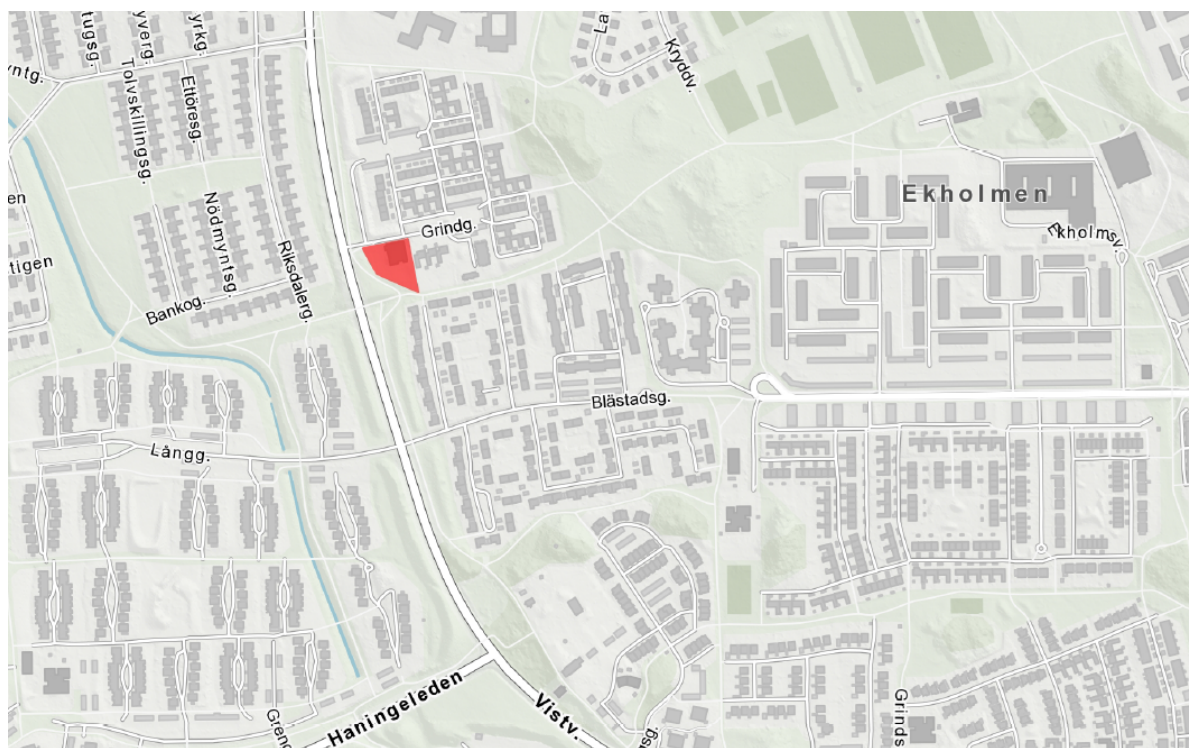 Tolvskillingsg.
Ettöresg.
Nödmyntsg.
Riksdalerg.
Bankog.
Kryddv.
Grindg.
Ekholmen
Ekholmsv.
Blästadsg.
Långg.
Haningeleden
Vistv.